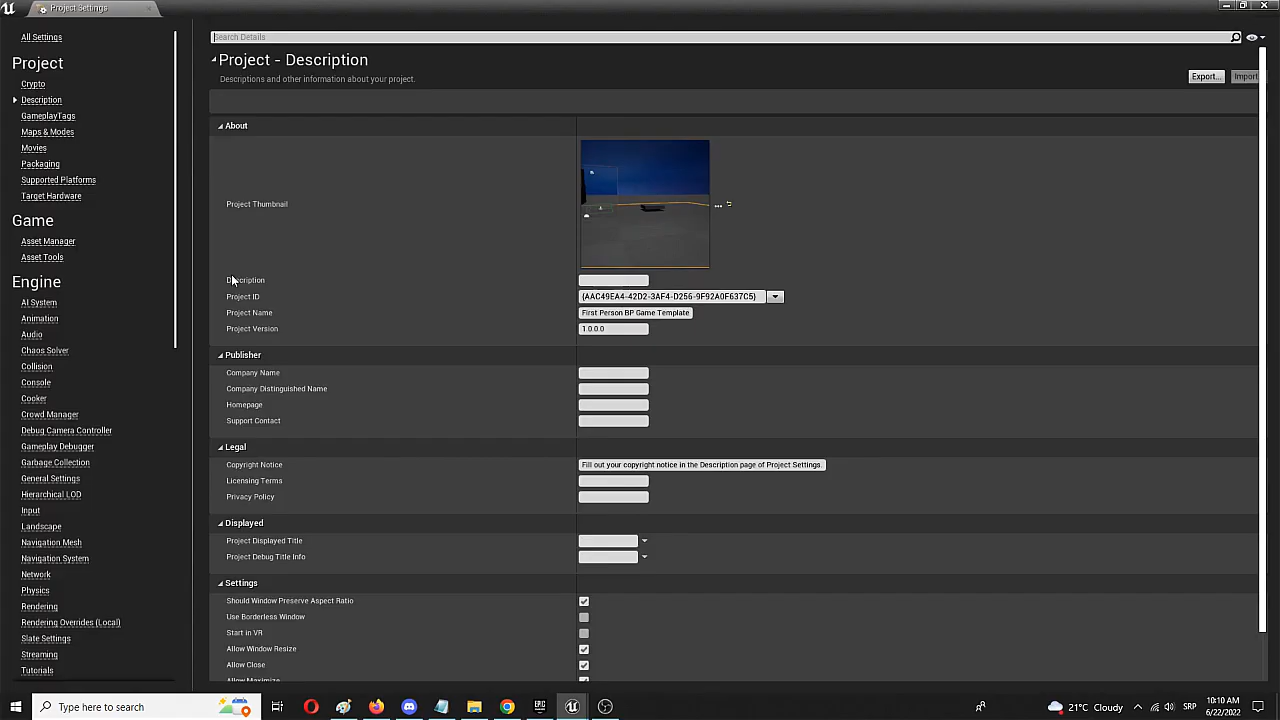 Project Settings
All Settings
Project
Crypto
Description
GameplayTags
Maps & Modes
Movies
Packaging
Supported Platforms
Target Hardware
Game
Asset Manager
Asset Tools
Engine
AI System
Animation
Audio
Chaos Solver
Collision
Console
Cooker
Crowd Manager
Debug Camera Controller
Gameplay Debugger
Garbage Collection
General Settings
Hierarchical LOD
Input
Landscape
Navigation Mesh
Navigation System
Network
Physics
Rendering
Rendering Overrides (Local)
Slate Settings
Streaming
Tutorials
Search Details
Project - Description
Descriptions and other information about your project.
Export...
Import
About
Project Thumbnail
Description
Project ID
{AAC49EA4-42D2-3AF4-D256-9F92A0F637C5}
Project Name
First Person BP Game Template
Project Version
1.0.0.0
Publisher
Company Name
Company Distinguished Name
Homepage
Support Contact
Legal
Copyright Notice
Fill out your copyright notice in the Description page of Project Settings.
Licensing Terms
Privacy Policy
Displayed
Project Displayed Title
Project Debug Title Info
Settings
Should Window Preserve Aspect Ratio
Use Borderless Window
Start in VR
Allow Window Resize
Allow Close
Allow Maximize
Type here to search
EPIC
21°C Cloudy
SRP
10:10 AM
6/22/2022